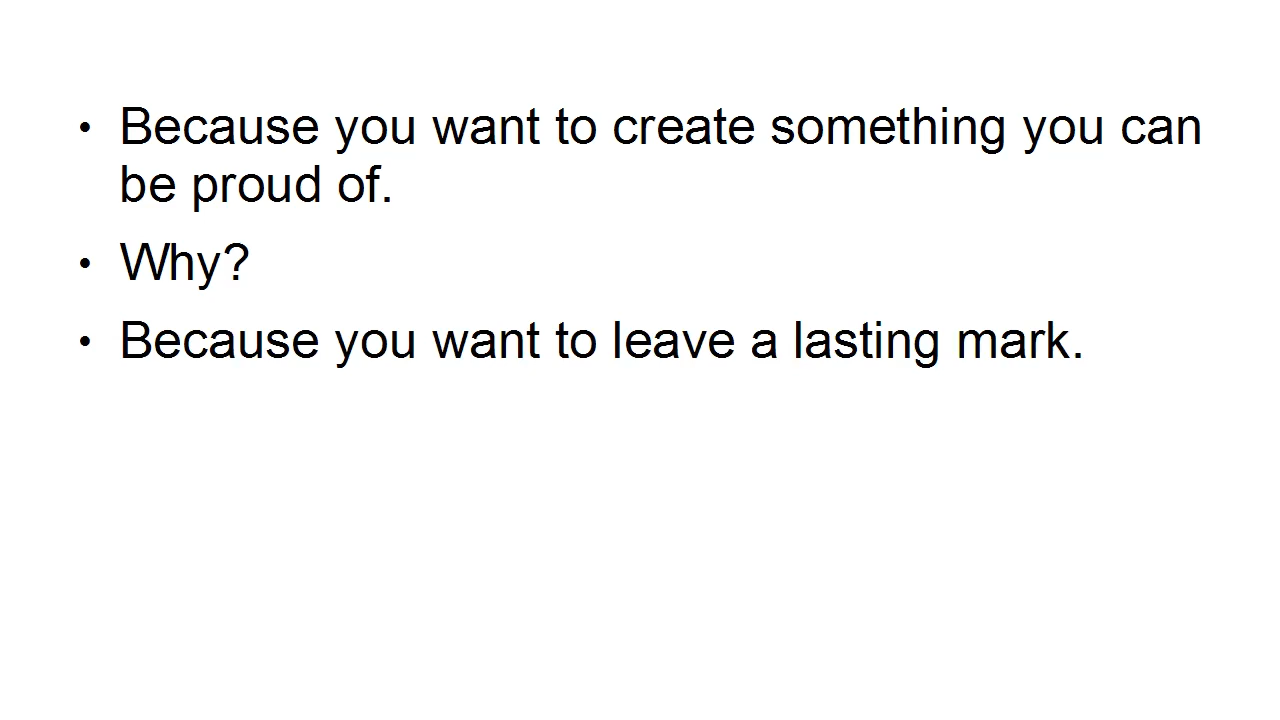 • Because you want to create something you can
be proud of.
• Why?
• Because you want to leave a lasting mark.